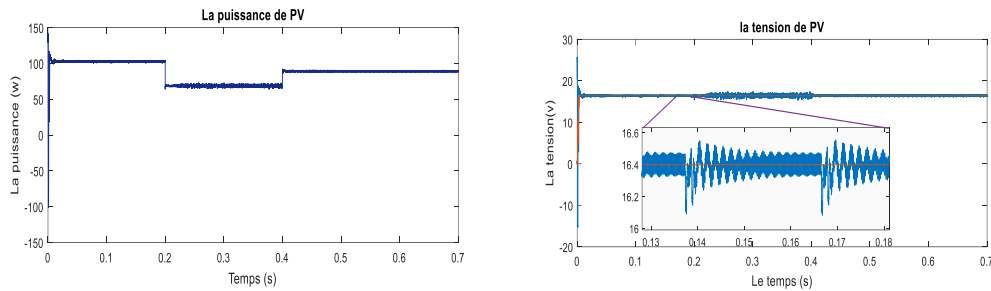 La puissance de PV
La puissance (w)
150
100
50
0
-50
-100
-150
0 0.1 0.2 0.3 0.4 0.5 0.6 0.7
Temps (s)
la tension de PV
La tension(v)
30
20
10
0
-10
-20
16.6
16.4
16.2
16
0.13 0.14 0.15 0.16 0.17 0.18
0 0.1 0.2 0.3 0.4 0.5 0.6 0.7
Le temps (s)